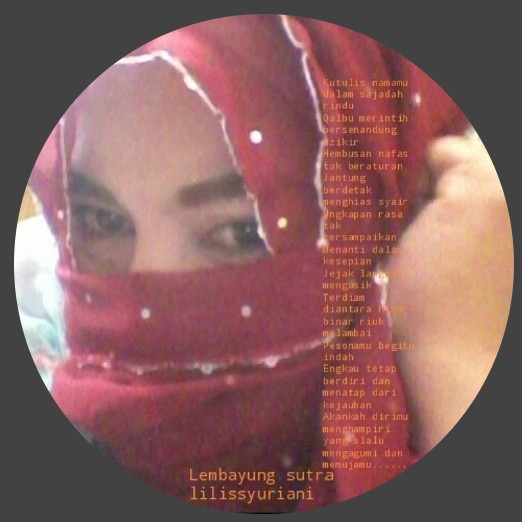 Kutulis namamu
dalam sajadah
rindu
Qalbu merintih
bersenandung
dzikir
Hembusan nafas
tak beraturan
Jantung
berdetak
menghias syair
Ungkapan rasa
tak
tersampaikan
Menanti dalam
kesepian
Jejak
mengusik
Terdiam
diantara
binar riuk
melambai
Pesonamu begitu
indah
Engkau tetap
berdiri dan
menatap dari
kejauhan
Akankah dirimu
menghampiri
yang slalu
mengagumi dan
memujamu......
Lembayung sutra
lilissyuriani